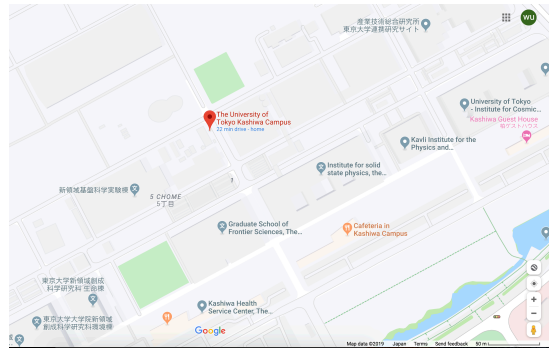 産業技術総合研究所
東京大学連携研究サイト
WU
The University of
Tokyo Kashiwa Campus
22 min drive - home
University of Tokyo
- Institute for Cosmic...
Kashiwa Guest House
柏ゲストハウス
Kavli Institute for the
Physics and...
Institute for solid
state physics, the...
新領域基盤科学実験棟
5 CHOME
5丁目
Graduate School of
Frontier Sciences, The...
Cafeteria in
Kashiwa Campus
東京大学新領域創成
科学研究科 生命棟
Kashiwa Health
Service Center, The...
東京大学大学院新領域
創成科学研究科環境棟
Google
Map data ©2019 Japan Terms Send feedback 50 m